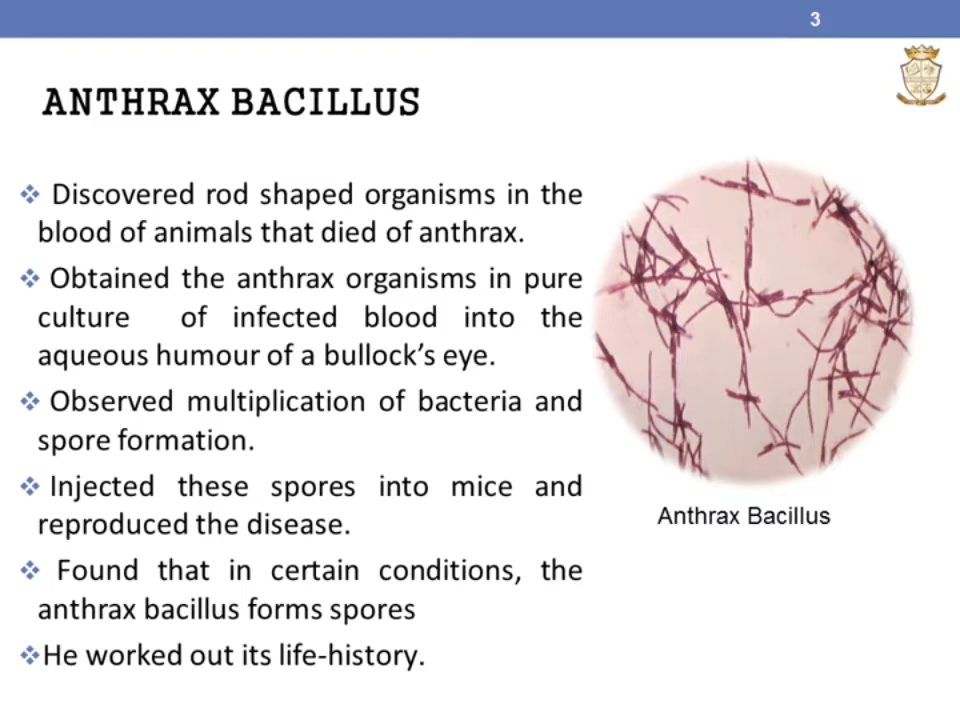 3
ANTHRAX BACILLUS
❖ Discovered rod shaped organisms in the
blood of animals that died of anthrax.
❖ Obtained the anthrax organisms in pure
culture of infected blood into the
aqueous humour of a bullock’s eye.
❖ Observed multiplication of bacteria and
spore formation.
❖ Injected these spores into mice and
reproduced the disease.
❖ Found that in certain conditions, the
anthrax bacillus forms spores
❖He worked out its life-history.
Anthrax Bacillus